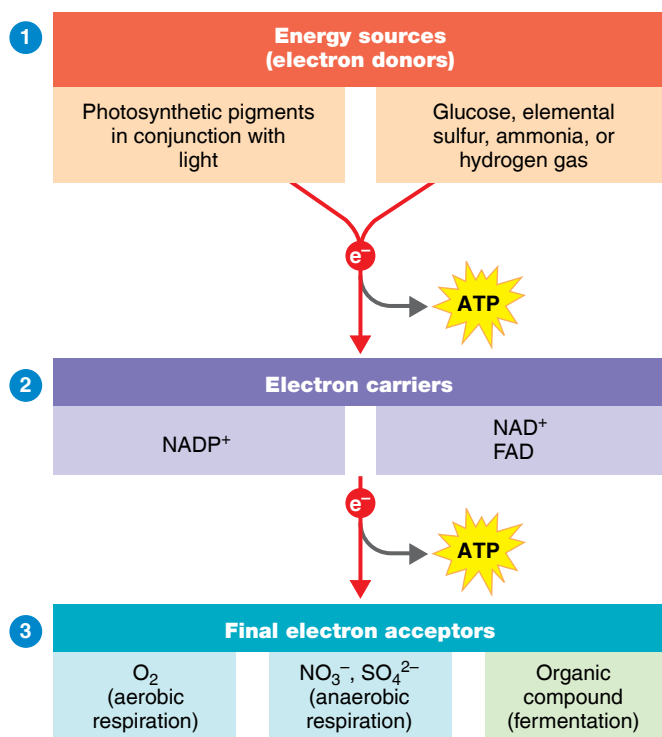 1
Energy sources
(electron donors)
Photosynthetic pigments
in conjunction with
light
Glucose, elemental
sulfur, ammonia, or
hydrogen gas
e⁻
ATP
2
Electron carriers
NADP⁺
NAD⁺
FAD
e⁻
ATP
3
Final electron acceptors
O₂
(aerobic
respiration)
NO₃⁻, SO₄²⁻
(anaerobic
respiration)
Organic
compound
(fermentation)